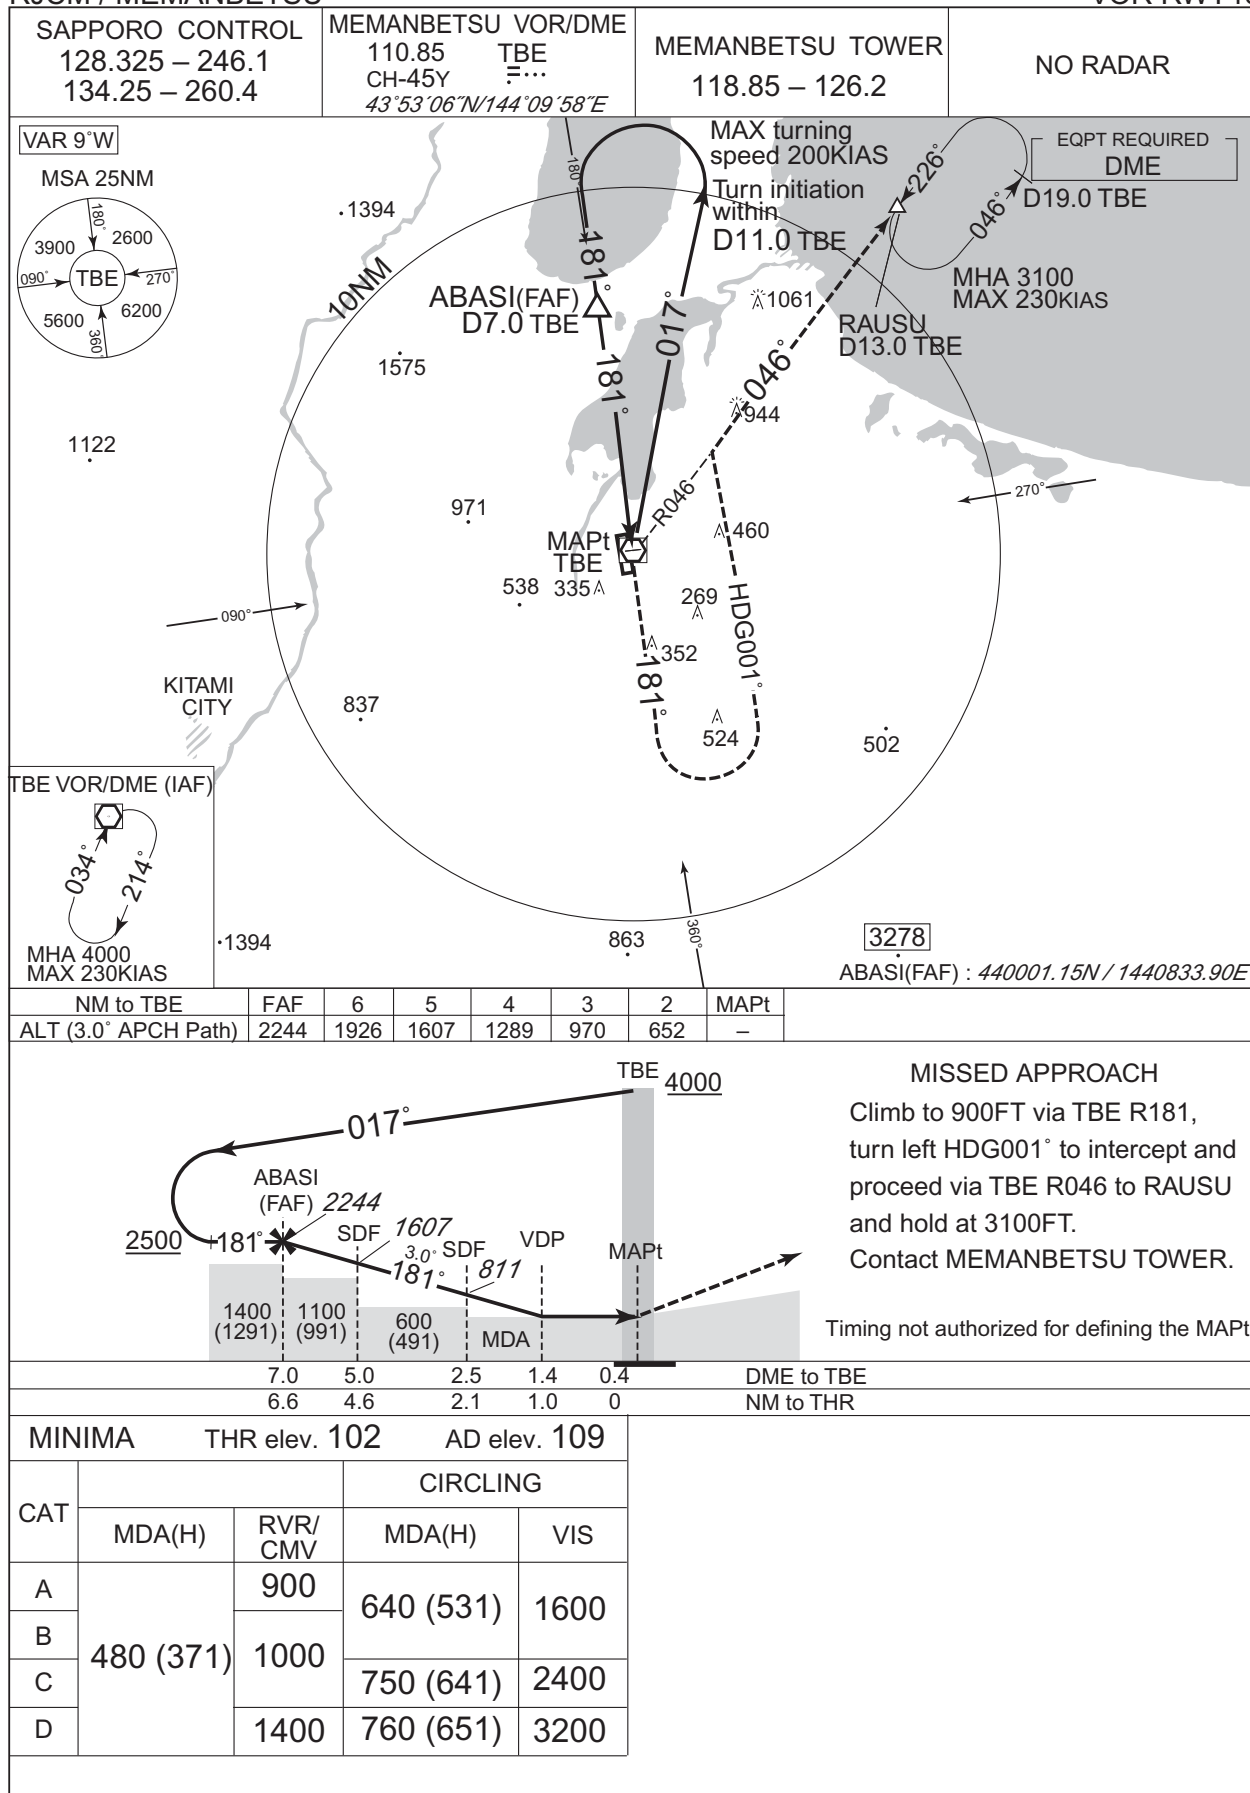 SAPPORO CONTROL
128.325 – 246.1
134.25 – 260.4
MEMANBETSU VOR/DME
110.85 TBE
CH-45Y
43°53´06˝N/144°09´58˝E
MEMANBETSU TOWER
118.85 – 126.2
NO RADAR
VAR 9°W
MSA 25NM
180°
3900
2600
090°
TBE
270°
5600
6200
360°
180°
MAX turning
speed 200KIAS
Turn initiation
within
D11.0 TBE
EQPT REQUIRED
DME
226°
046°
D19.0 TBE
MHA 3100
MAX 230KIAS
RAUSU
D13.0 TBE
1394
10NM
181°
ABASI(FAF)
D7.0 TBE
017°
1061
1575
181°
046°
944
1122
971
R046
270°
460
MAPt
TBE
538
335
269
HDG001°
090°
352
181°
KITAMI
CITY
837
524
502
TBE VOR/DME (IAF)
034°
214°
MHA 4000
MAX 230KIAS
1394
863
360°
3278
ABASI(FAF) : 440001.15N / 1440833.90E
NM to TBE FAF 6 5 4 3 2 MAPt
ALT (3.0° APCH Path) 2244 1926 1607 1289 970 652 –
TBE
4000
017°
ABASI
(FAF)
2244
SDF
1607
2500
181°
3.0°
181°
SDF
811
VDP
MAPt
1400
(1291)
1100
(991)
600
(491)
MDA
7.0 5.0 2.5 1.4 0.4 DME to TBE
6.6 4.6 2.1 1.0 0 NM to THR
MISSED APPROACH
Climb to 900FT via TBE R181,
turn left HDG001° to intercept and
proceed via TBE R046 to RAUSU
and hold at 3100FT.
Contact MEMANBETSU TOWER.
Timing not authorized for defining the MAPt
MINIMA THR elev. 102 AD elev. 109
CAT
CIRCLING
MDA(H)
RVR/
CMV
MDA(H)
VIS
A
900
640 (531)
1600
B
480 (371)
1000
C
750 (641)
2400
D
1400
760 (651)
3200